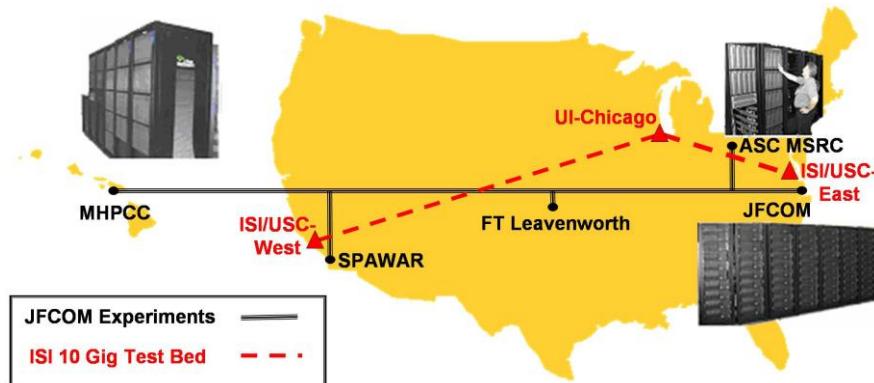 UI-Chicago
ASC MSRC
ISI/USC-
East
MHPCC
ISI/USC-
West
FT Leavenworth
JFCOM
SPAWAR
JFCOM Experiments
ISI 10 Gig Test Bed